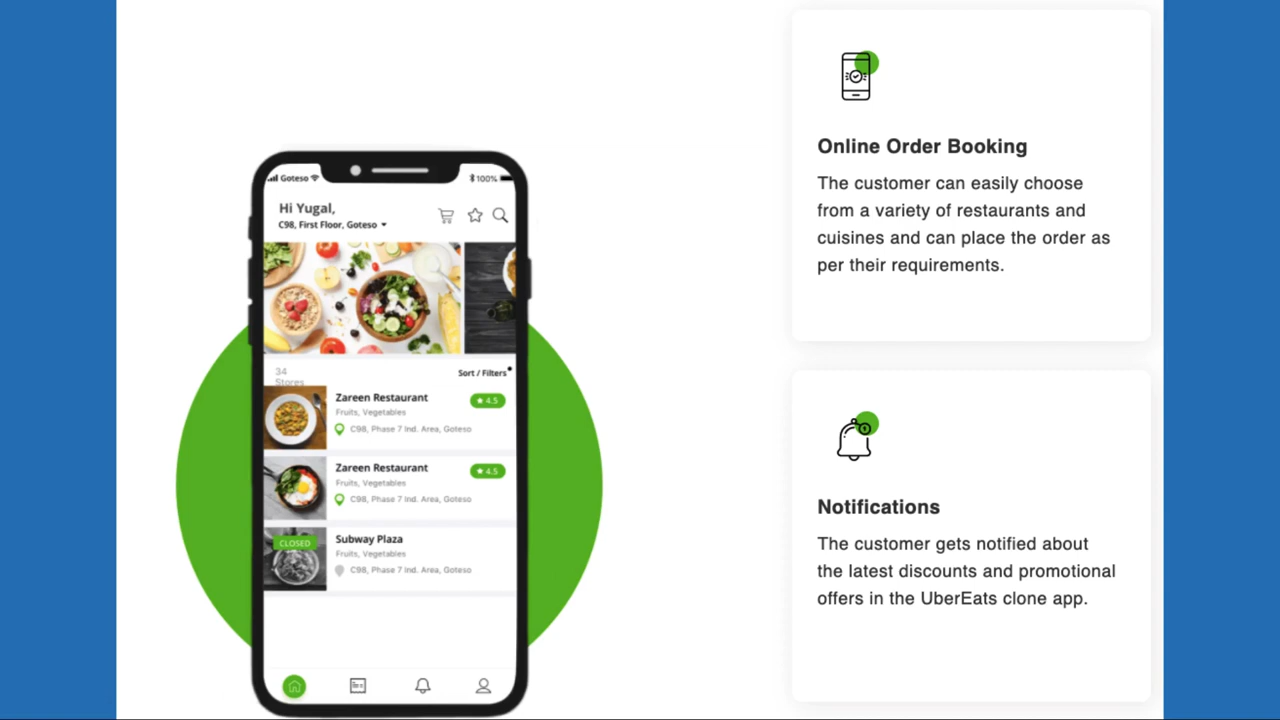 Goteso
100%
Hi Yugal,
C98, First Floor, Goteso
34
Stores
Sort / Filters
Zareen Restaurant
4.5
Fruits, Vegetables
C98, Phase 7 Ind. Area, Goteso
Zareen Restaurant
4.5
Fruits, Vegetables
C98, Phase 7 Ind. Area, Goteso
CLOSED
Subway Plaza
Fruits, Vegetables
C98, Phase 7 Ind. Area, Goteso
Online Order Booking
The customer can easily choose
from a variety of restaurants and
cuisines and can place the order as
per their requirements.
Notifications
The customer gets notified about
the latest discounts and promotional
offers in the UberEats clone app.